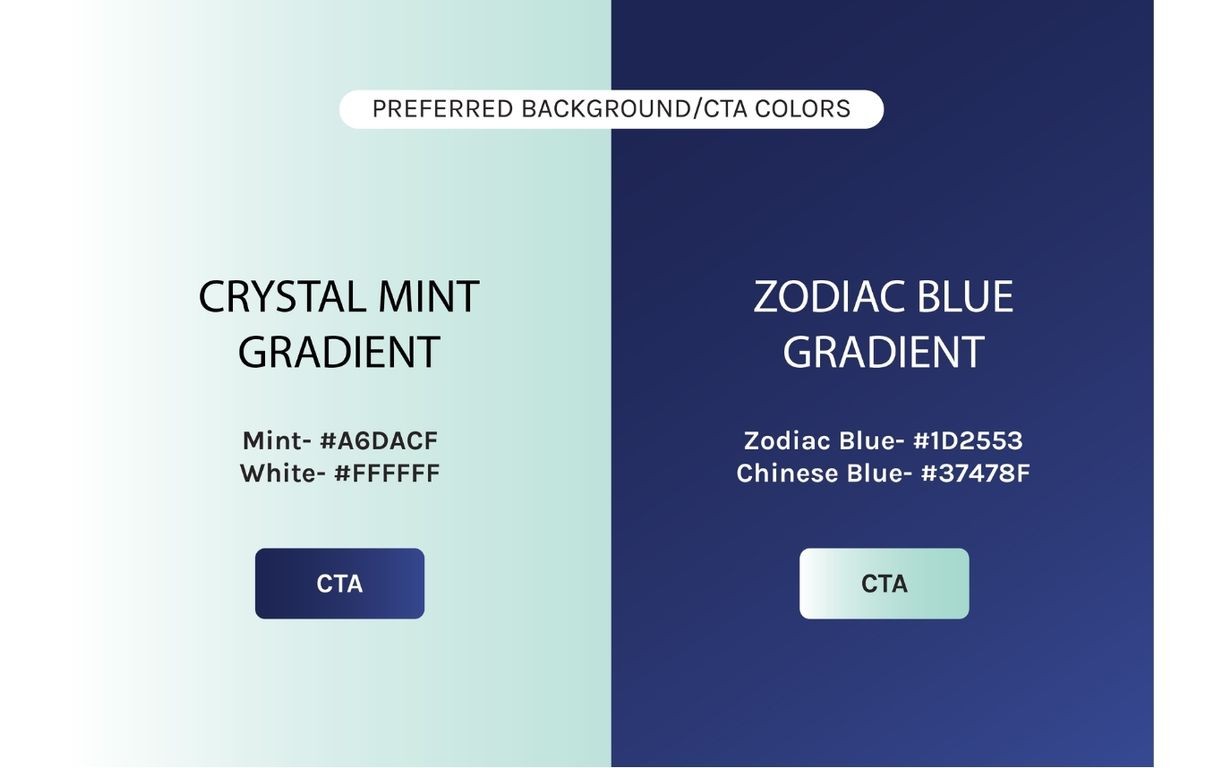 PREFERRED BACKGROUND/CTA COLORS
CRYSTAL MINT
GRADIENT
Mint- #A6DACF
White- #FFFFFF
CTA
ZODIAC BLUE
GRADIENT
Zodiac Blue- #1D2553
Chinese Blue- #37478F
CTA